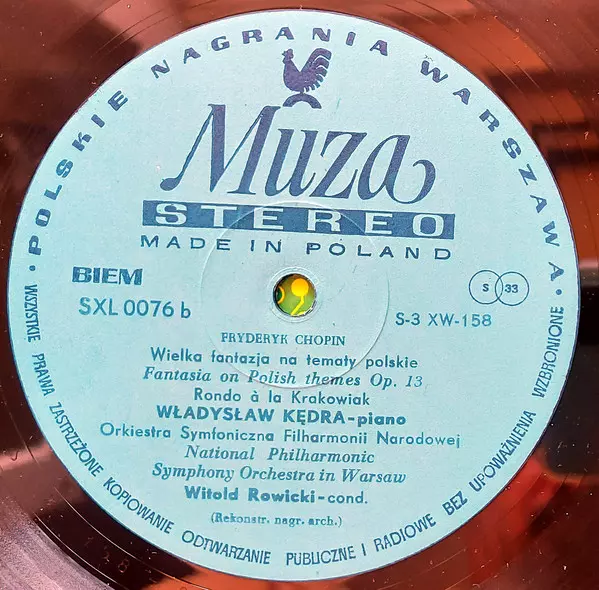 • POLSKIE NAGRANIA WARSZAWA •
Muza
STEREO
MADE IN POLAND
BIEM
SXL 0076 b
S 33
S-3 XW-158
FRYDERYK CHOPIN
Wielka fantazja na tematy polskie
Fantasia on Polish themes Op. 13
Rondo à la Krakowiak
WŁADYSŁAW KĘDRA-piano
Orkiestra Symfoniczna Filharmonii Narodowej
National Philharmonic
Symphony Orchestra in Warsaw
Witold Rowicki-cond.
(Rekonstr. nagr. arch.)
WSZYSTKIE PRAWA ZASTRZEŻONE KOPIOWANIE ODTWARZANIE PUBLICZNE I RADIOWE BEZ UPOWAŻNIENIA WZBRONIONE